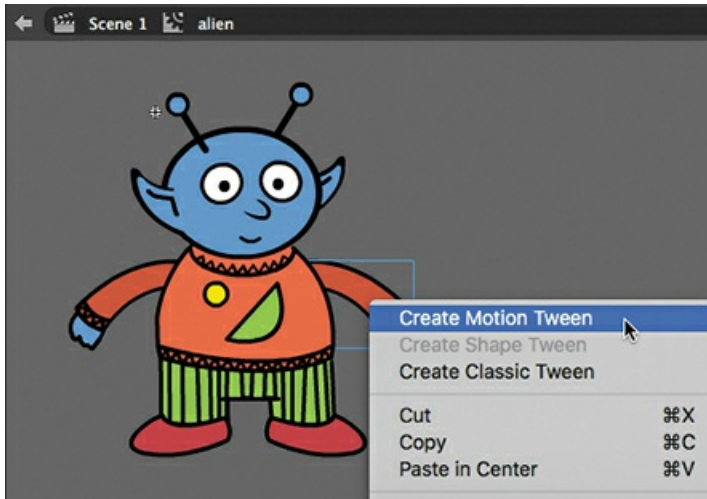 Scene 1 alien
Create Motion Tween
Create Shape Tween
Create Classic Tween
Cut ⌘X
Copy ⌘C
Paste in Center ⌘V